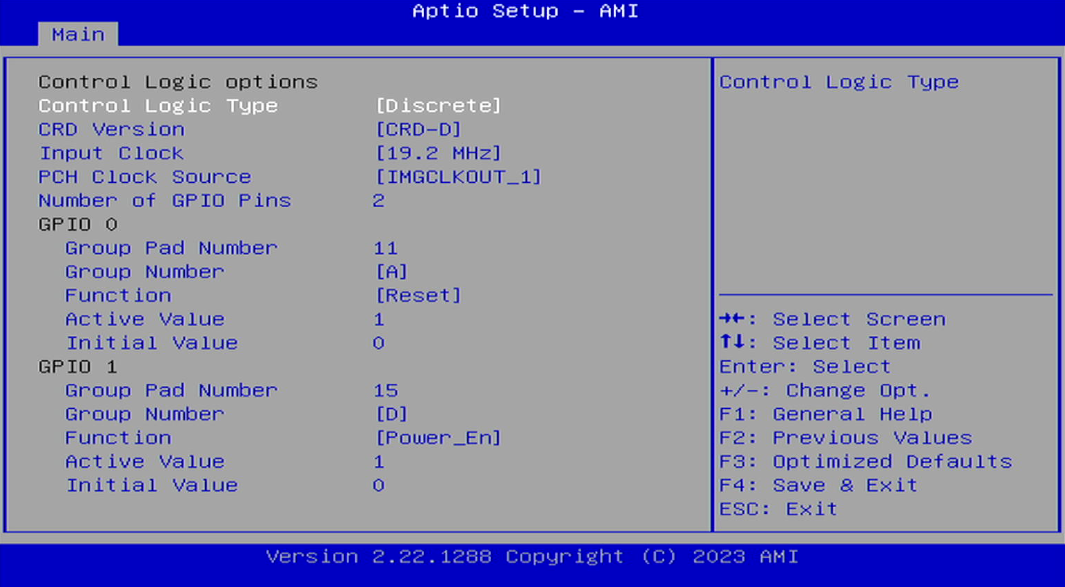 Aptio Setup - AMI
Main
Control Logic options
Control Logic Type [Discrete]
CRD Version [CRD-D]
Input Clock [19.2 MHz]
PCH Clock Source [IMGCLKOUT_1]
Number of GPIO Pins 2
GPIO 0
Group Pad Number 11
Group Number [A]
Function [Reset]
Active Value 1
Initial Value 0
GPIO 1
Group Pad Number 15
Group Number [D]
Function [Power_En]
Active Value 1
Initial Value 0
Control Logic Type
→←: Select Screen
↑↓: Select Item
Enter: Select
+/-: Change Opt.
F1: General Help
F2: Previous Values
F3: Optimized Defaults
F4: Save & Exit
ESC: Exit
Version 2.22.1288 Copyright (C) 2023 AMI